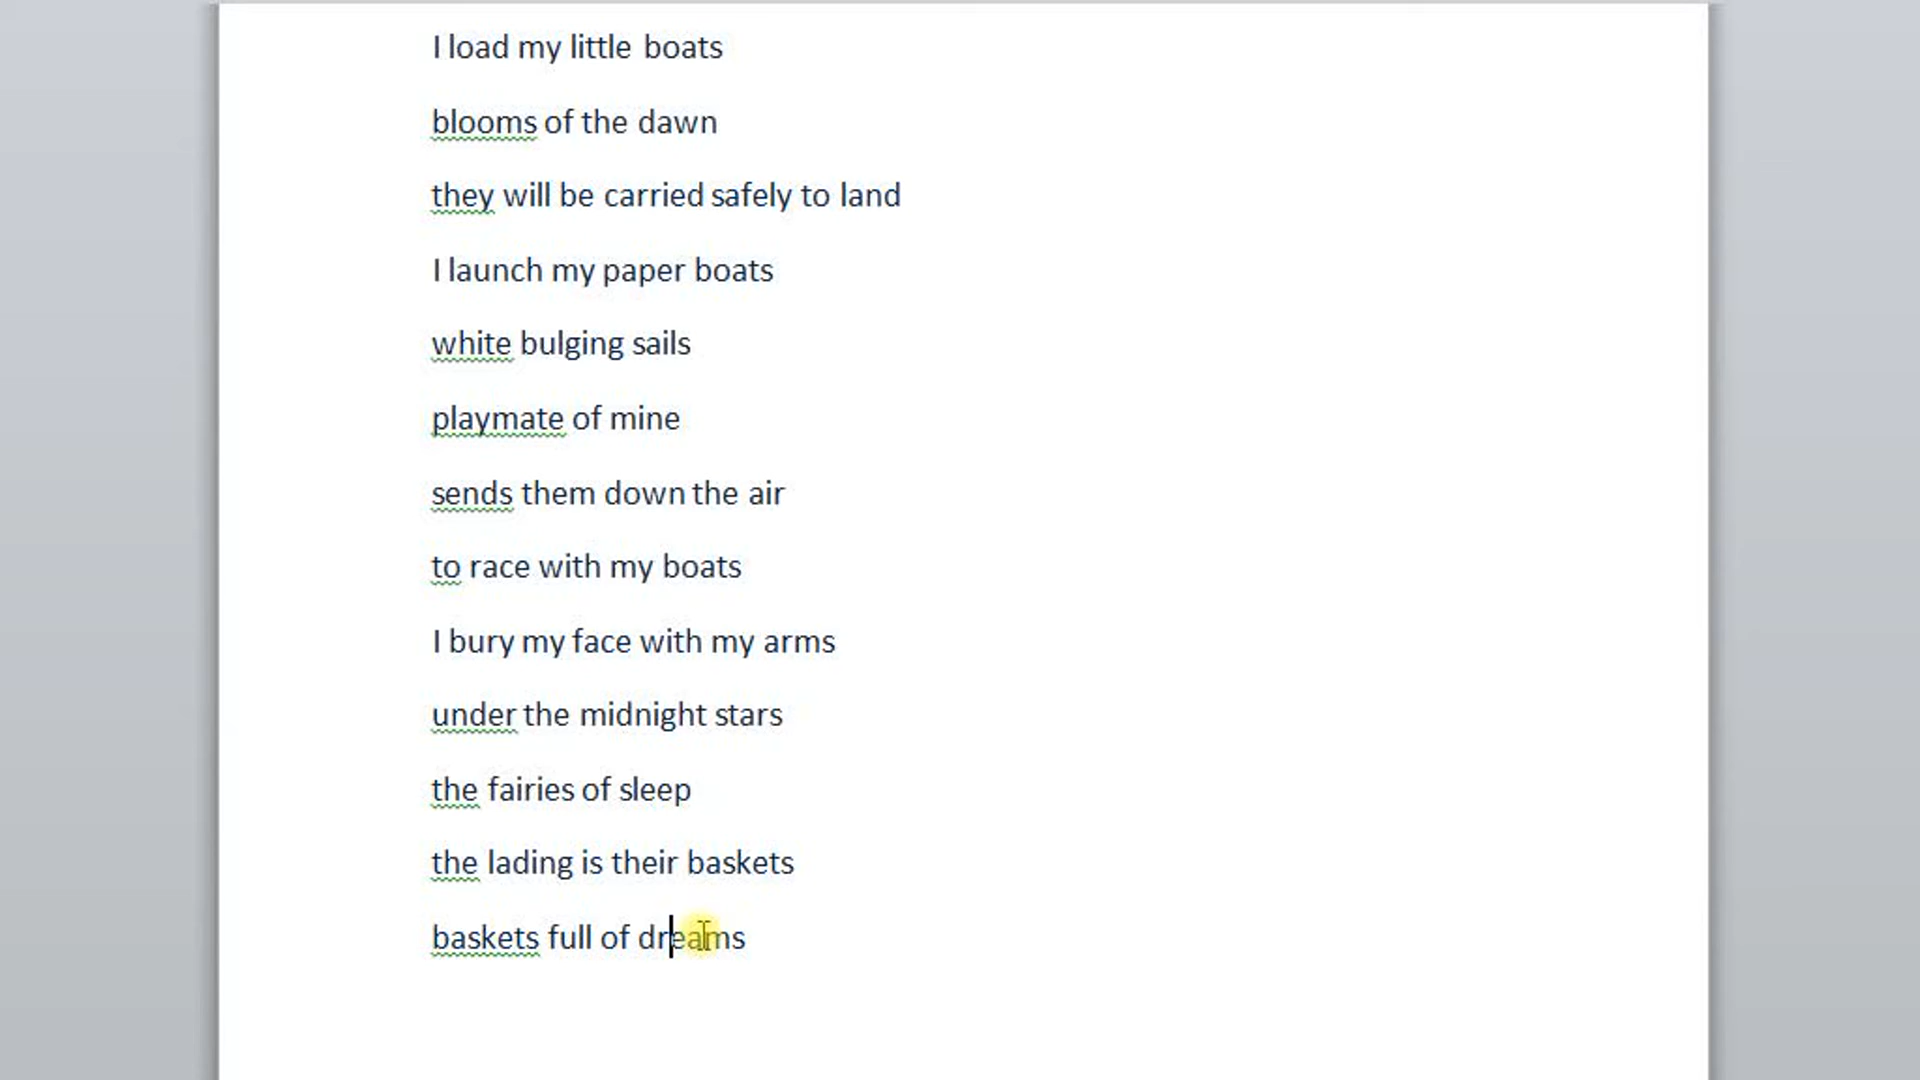 I load my little boats
blooms of the dawn
they will be carried safely to land
I launch my paper boats
white bulging sails
playmate of mine
sends them down the air
to race with my boats
I bury my face with my arms
under the midnight stars
the fairies of sleep
the lading is their baskets
baskets full of dreams